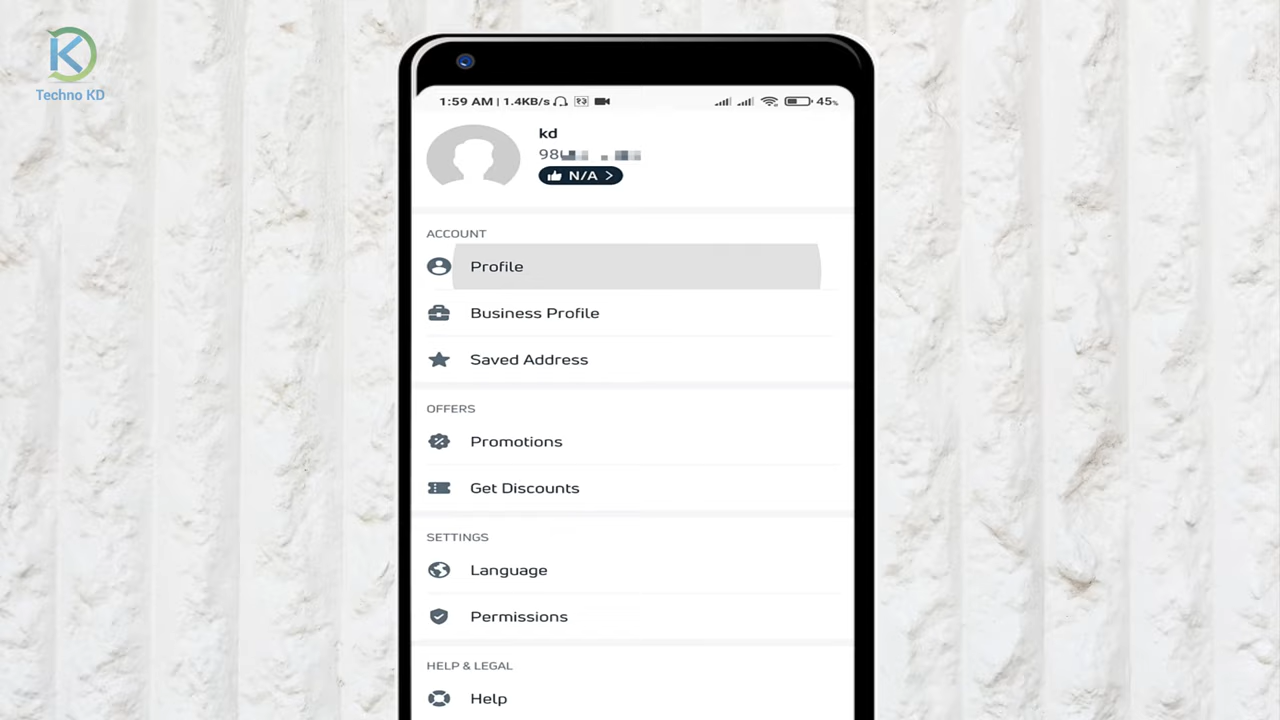 K
Techno KD
1:59 AM | 1.4KB/s 45%
kd
98
N/A >
ACCOUNT
Profile
Business Profile
Saved Address
OFFERS
Promotions
Get Discounts
SETTINGS
Language
Permissions
HELP & LEGAL
Help